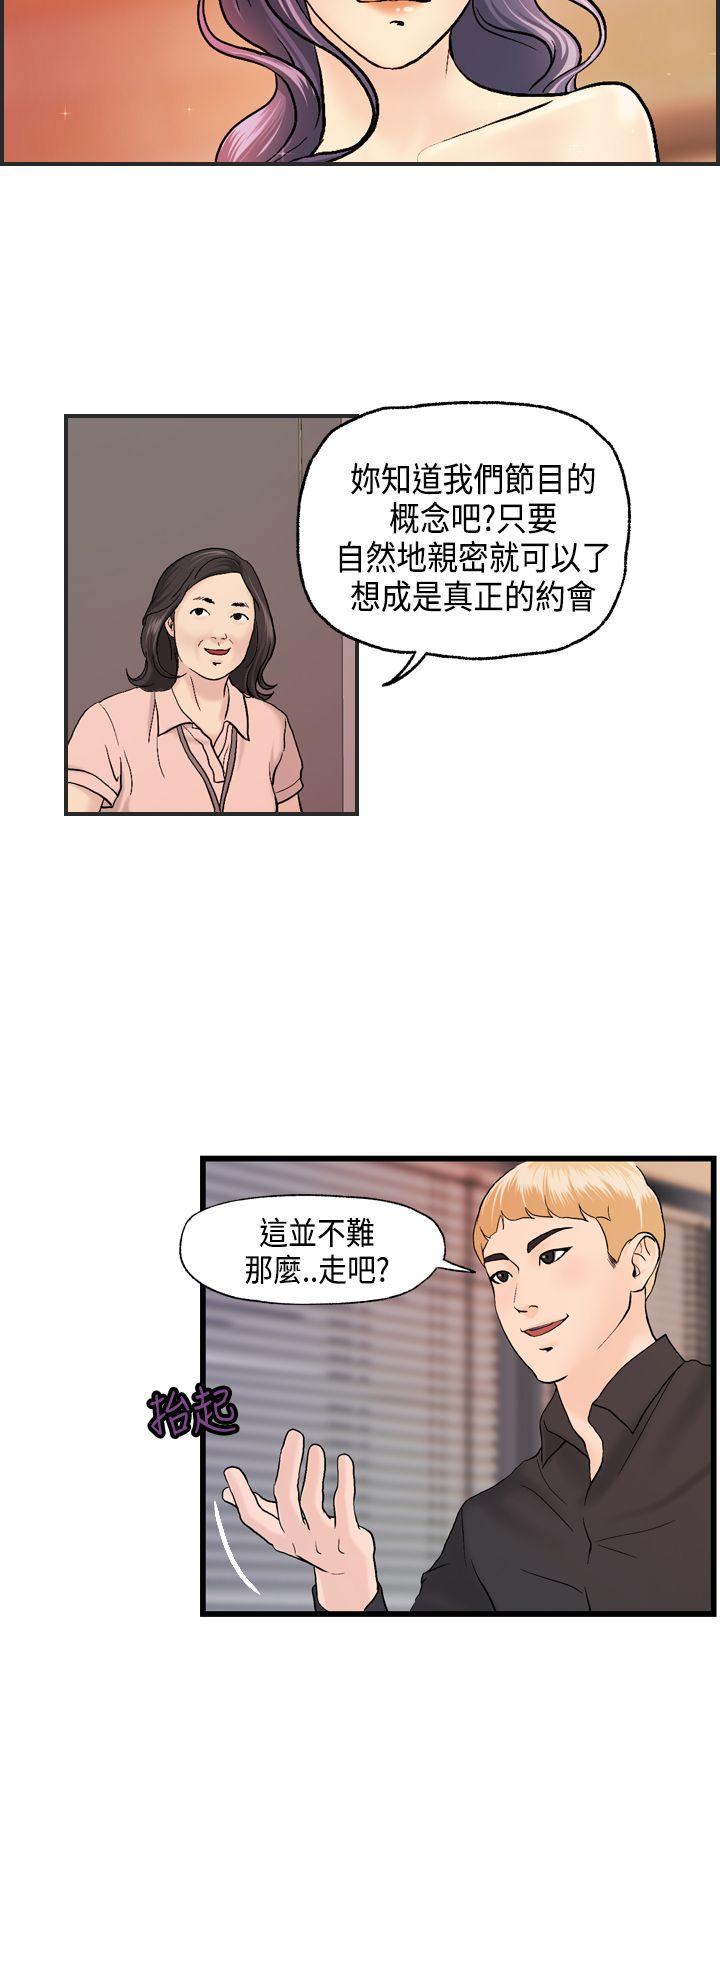 妳知道我們節目的
概念吧?只要
自然地親密就可以了
想成是真正的約會
這並不難
那麼..走吧?
抬起